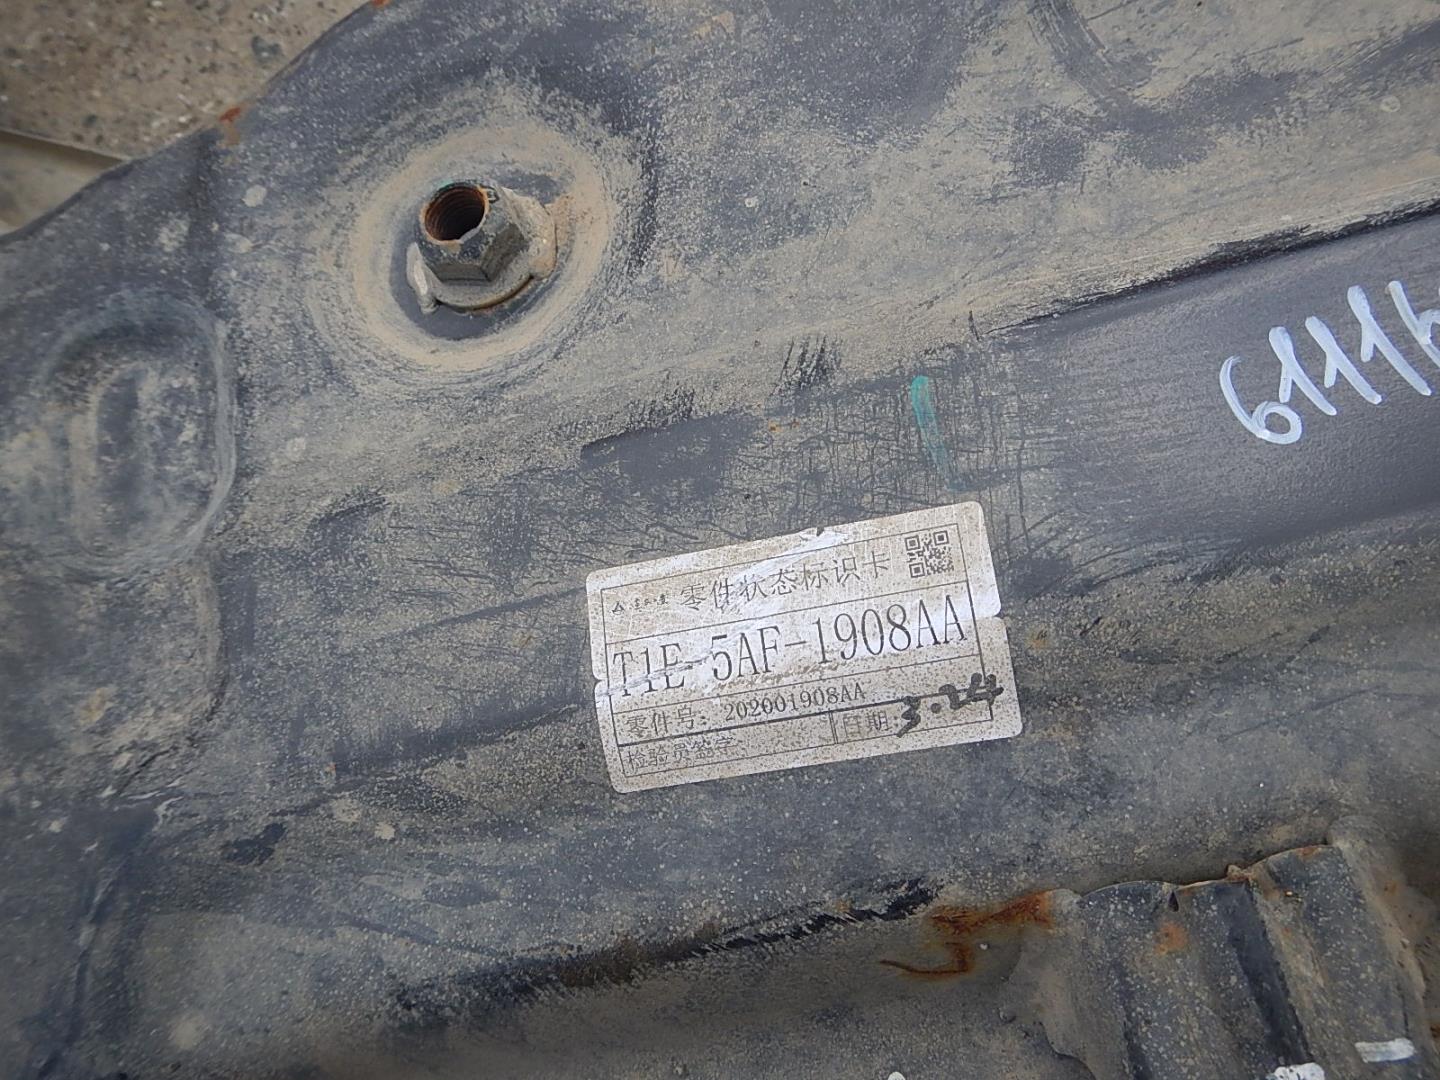 6111k
零件状态标识卡
T1E-5AF-1908AA
零件号: 202001908AA
检验员签字 日期: 3.24